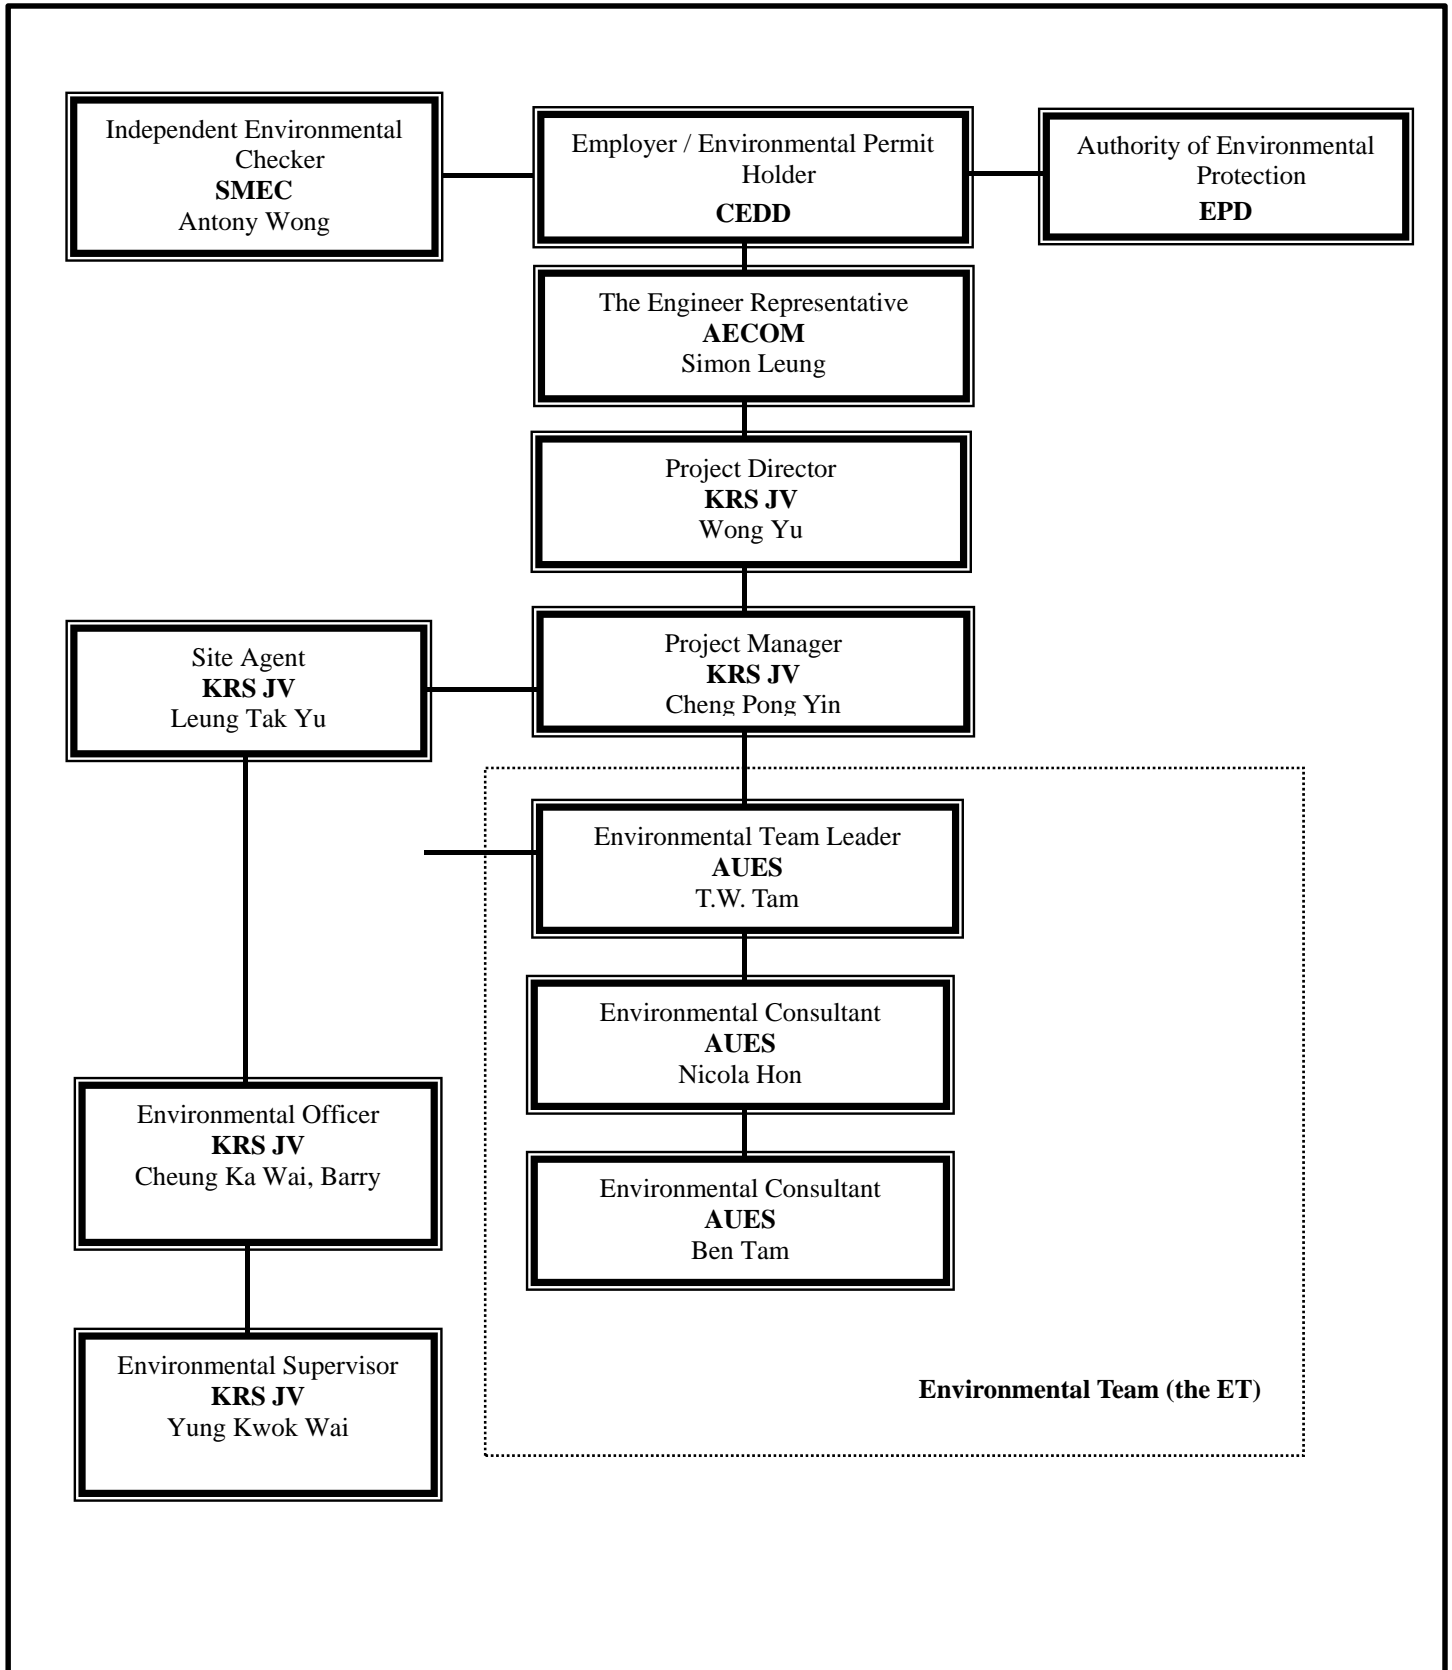 Independent Environmental
Checker
SMEC
Antony Wong
Employer / Environmental Permit
Holder
CEDD
Authority of Environmental
Protection
EPD
The Engineer Representative
AECOM
Simon Leung
Project Director
KRS JV
Wong Yu
Site Agent
KRS JV
Leung Tak Yu
Project Manager
KRS JV
Cheng Pong Yin
Environmental Team Leader
AUES
T.W. Tam
Environmental Consultant
AUES
Nicola Hon
Environmental Officer
KRS JV
Cheung Ka Wai, Barry
Environmental Consultant
AUES
Ben Tam
Environmental Supervisor
KRS JV
Yung Kwok Wai
Environmental Team (the ET)